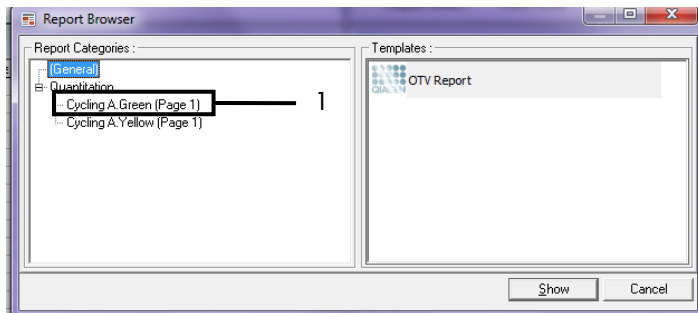 Report Browser
Report Categories :
(General)
Quantitation
Cycling A.Green (Page 1)
Cycling A.Yellow (Page 1)
1
Templates :
QIAGEN
OTV Report
Show
Cancel